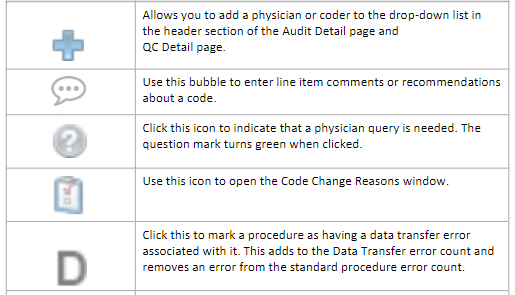 Allows you to add a physician or coder to the drop-down list in
the header section of the Audit Detail page and
QC Detail page.
Use this bubble to enter line item comments or recommendations
about a code.
Click this icon to indicate that a physician query is needed. The
question mark turns green when clicked.
Use this icon to open the Code Change Reasons window.
Click this to mark a procedure as having a data transfer error
associated with it. This adds to the Data Transfer error count and
removes an error from the standard procedure error count.
D